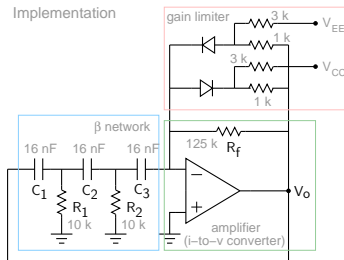 Implementation
gain limiter
3 k
V_EE
1 k
3 k
V_CC
1 k
β network
16 nF
16 nF
16 nF
125 k
R_f
C_1
C_2
C_3
R_1
R_2
10 k
10 k
−
+
V_o
amplifier
(i−to−v converter)